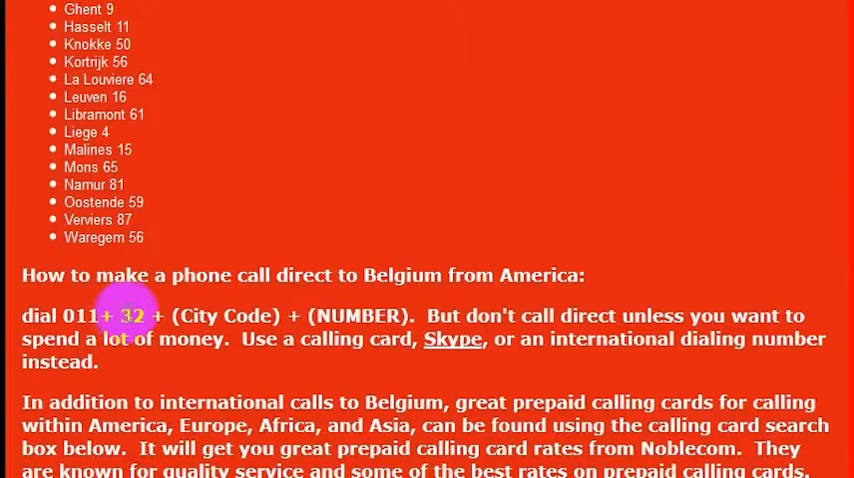 Ghent 9
Hasselt 11
Knokke 50
Kortrijk 56
La Louviere 64
Leuven 16
Libramont 61
Liege 4
Malines 15
Mons 65
Namur 81
Oostende 59
Verviers 87
Waregem 56
How to make a phone call direct to Belgium from America:
dial 011+ 32 + (City Code) + (NUMBER).  But don't call direct unless you want to
spend a lot of money.  Use a calling card, Skype, or an international dialing number
instead.
In addition to international calls to Belgium, great prepaid calling cards for calling
within America, Europe, Africa, and Asia, can be found using the calling card search
box below.  It will get you great prepaid calling card rates from Noblecom.  They
are known for quality service and some of the best rates on prepaid calling cards.